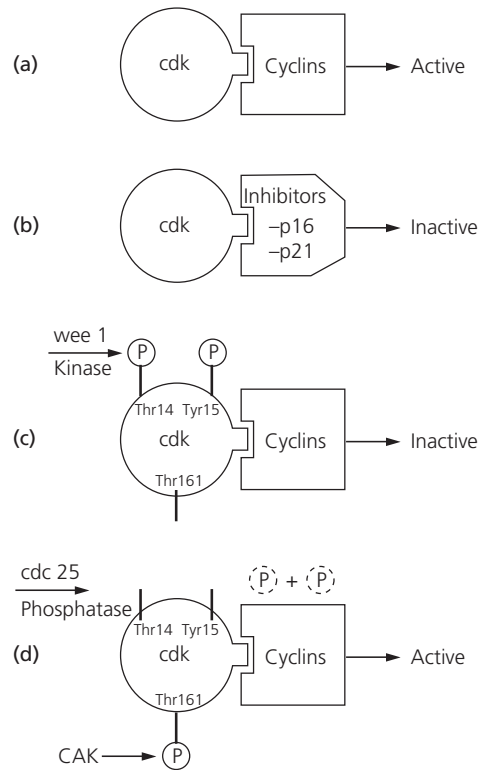 (a) cdk Cyclins Active
(b) cdk Inhibitors
–p16
–p21
Inactive
wee 1
Kinase
P P
Thr14 Tyr15
(c) cdk Cyclins Inactive
Thr161
cdc 25
Phosphatase
P + P
Thr14 Tyr15
(d) cdk Cyclins Active
Thr161
CAK P